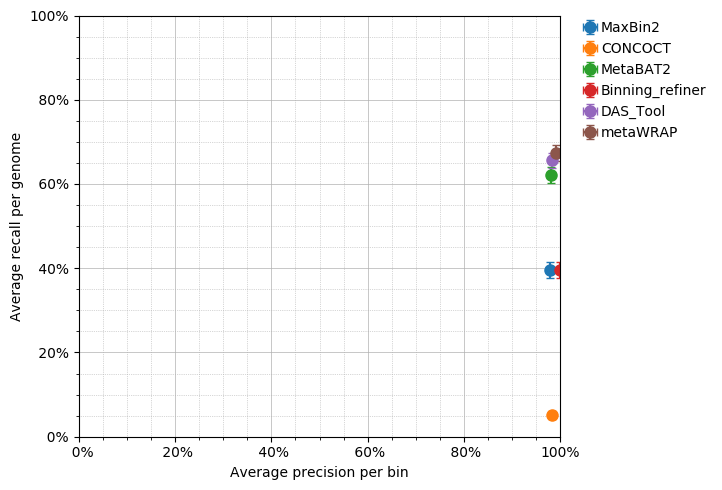 100%
80%
60%
40%
20%
0%
0%
20%
40%
60%
80%
100%
Average recall per genome
Average precision per bin
MaxBin2
CONCOCT
MetaBAT2
Binning_refiner
DAS_Tool
metaWRAP